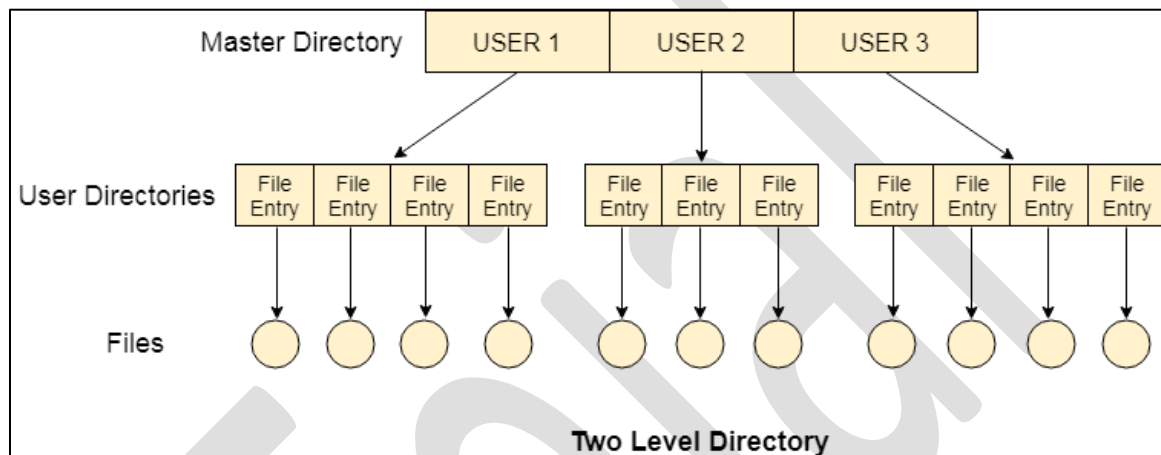 Master Directory USER 1 USER 2 USER 3
User Directories
File Entry File Entry File Entry File Entry
File Entry File Entry File Entry
File Entry File Entry File Entry File Entry
Files
Two Level Directory